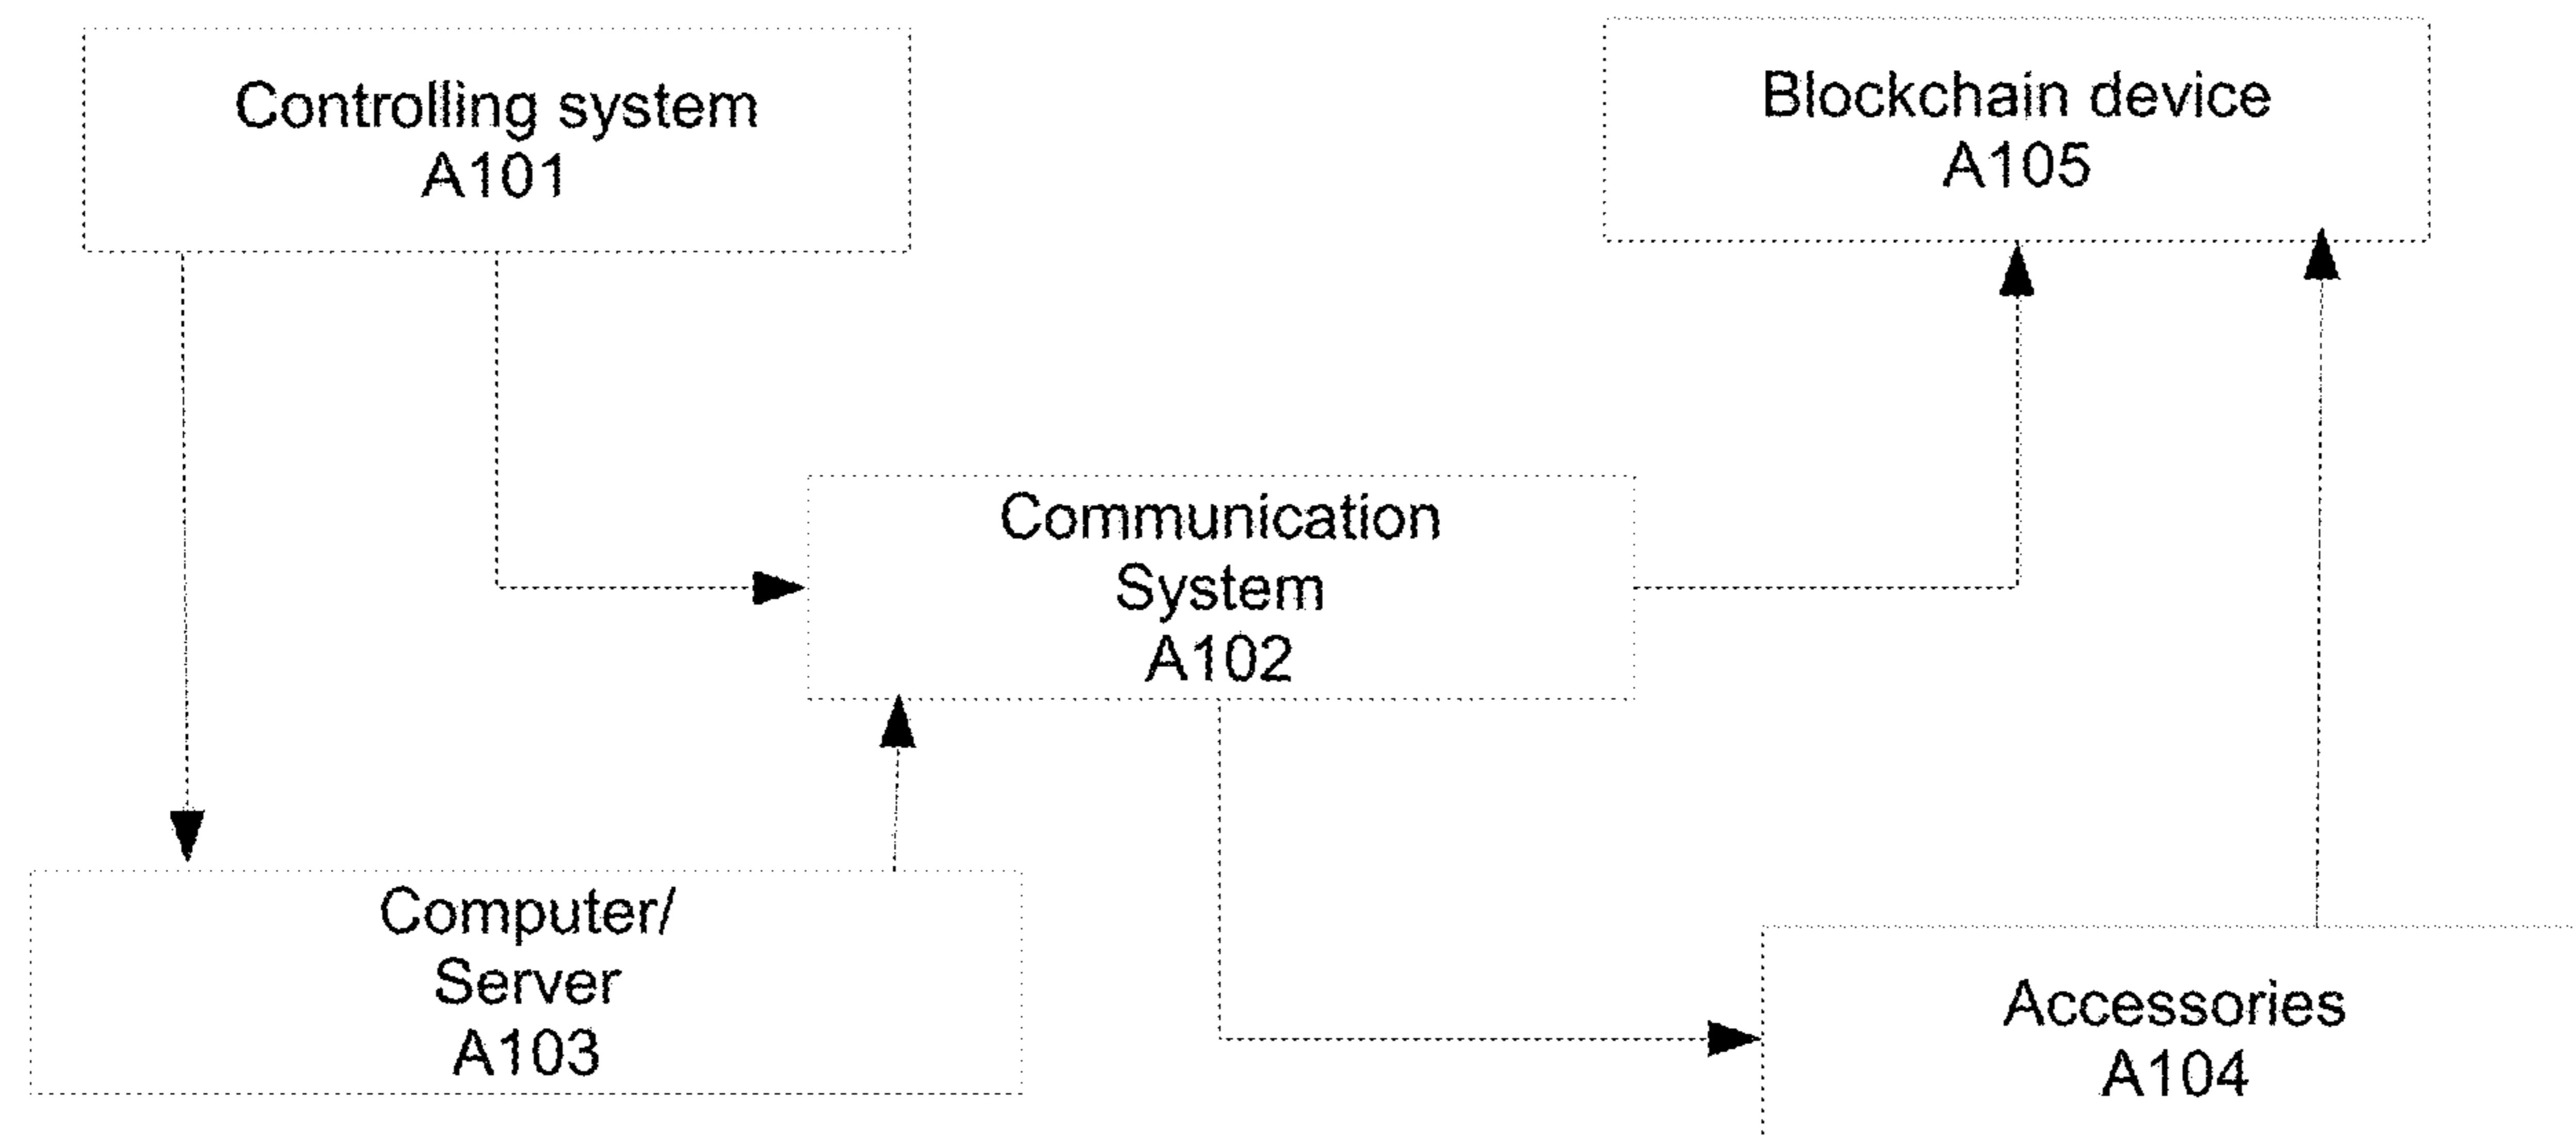 Controlling system
A101
Blockchain device
A105
Communication
System
A102
Computer/
Server
A103
Accessories
A104